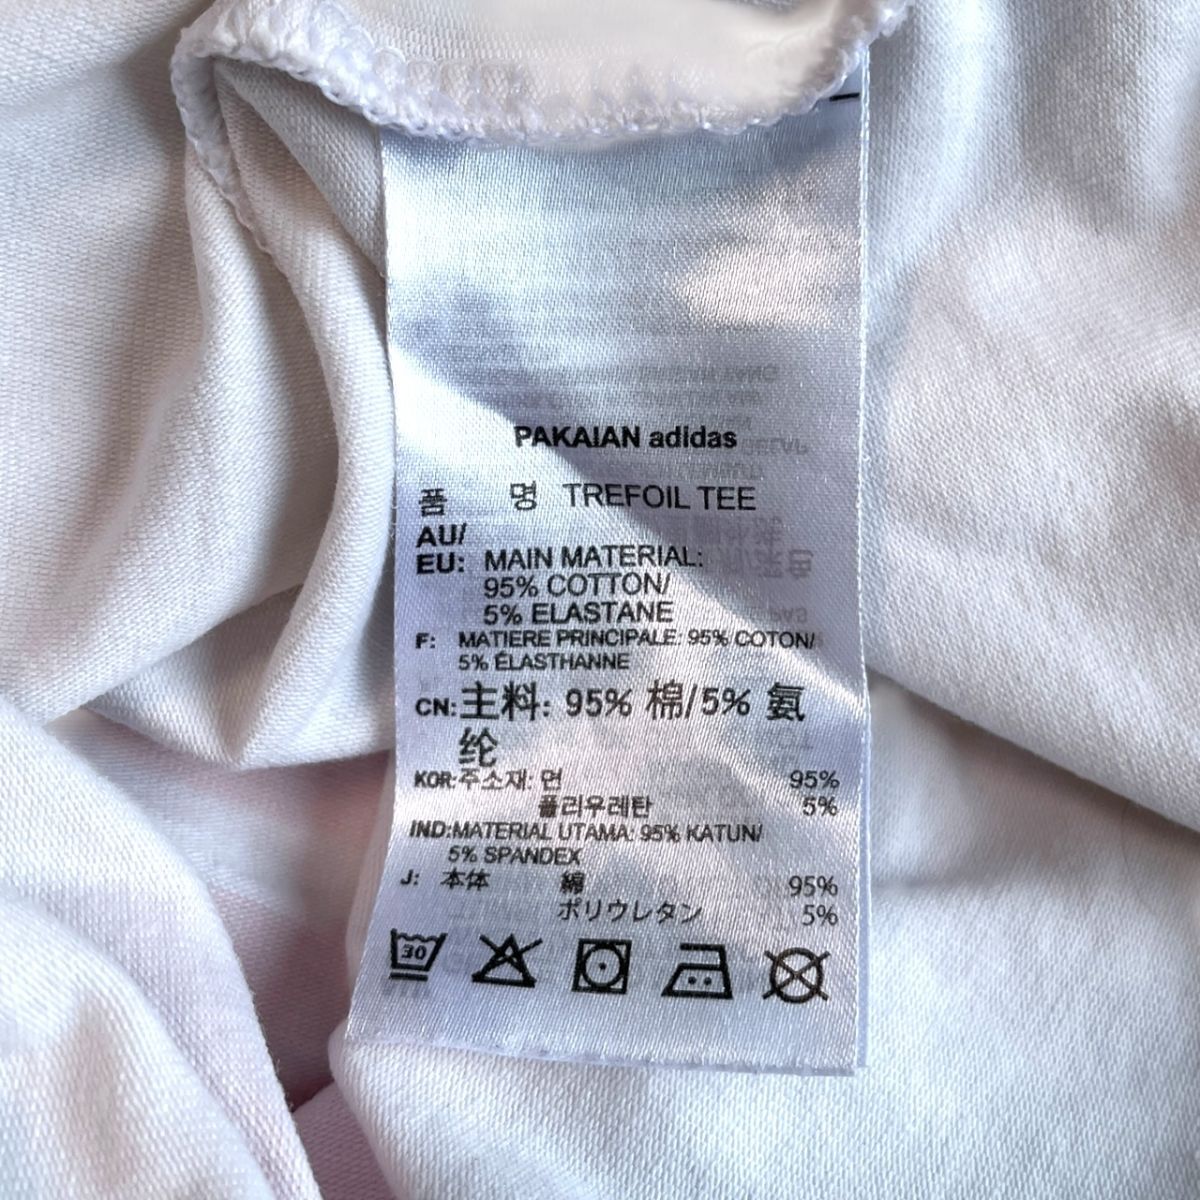 PAKAIAN adidas
품 명 TREFOIL TEE
AU/
EU: MAIN MATERIAL:
95% COTTON/
5% ELASTANE
F: MATIERE PRINCIPALE: 95% COTON/
5% ÉLASTHANNE
CN: 主料: 95% 棉/5% 氨
纶
KOR: 주소재: 면 95%
폴리우레탄 5%
IND: MATERIAL UTAMA: 95% KATUN/
5% SPANDEX
J: 本体 綿 95%
ポリウレタン 5%
30